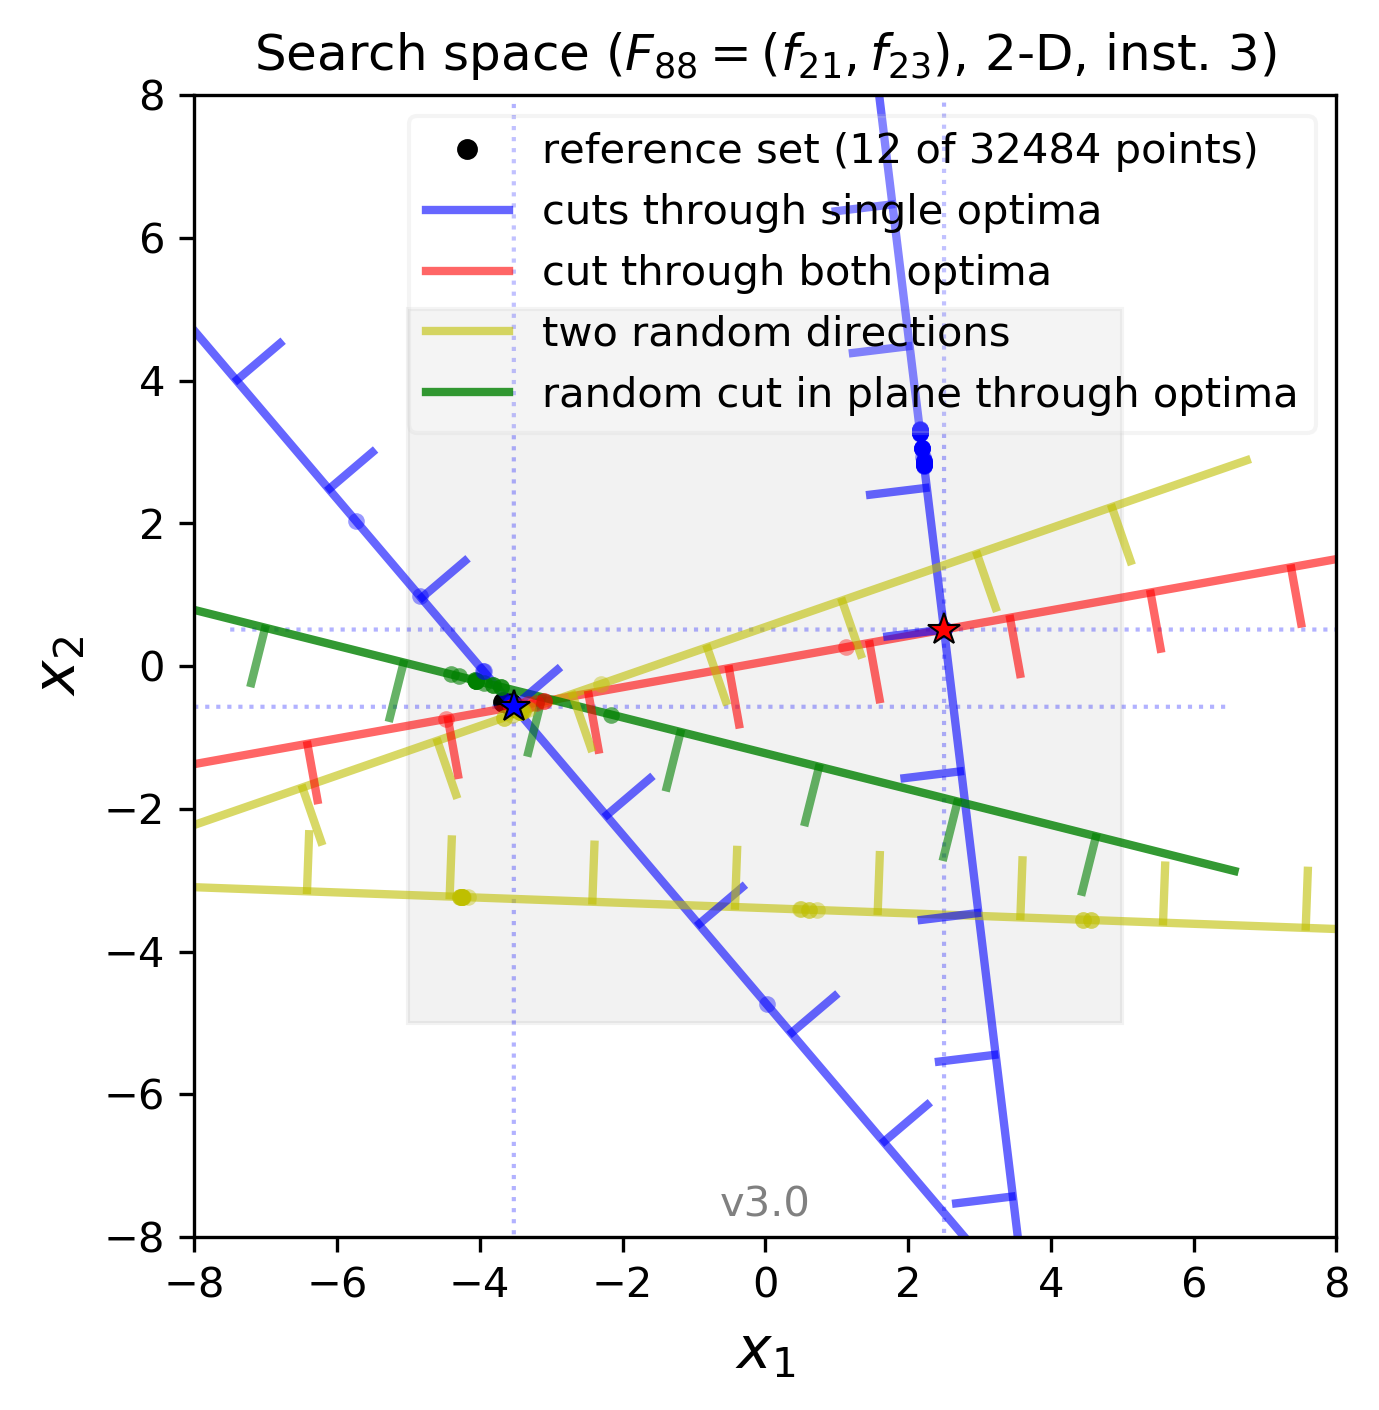 Search space (F88 = (f21, f23), 2-D, inst. 3)
8
6
4
2
0
−2
−4
−6
−8
x2
reference set (12 of 32484 points)
cuts through single optima
cut through both optima
two random directions
random cut in plane through optima
v3.0
−8 −6 −4 −2 0 2 4 6 8
x1